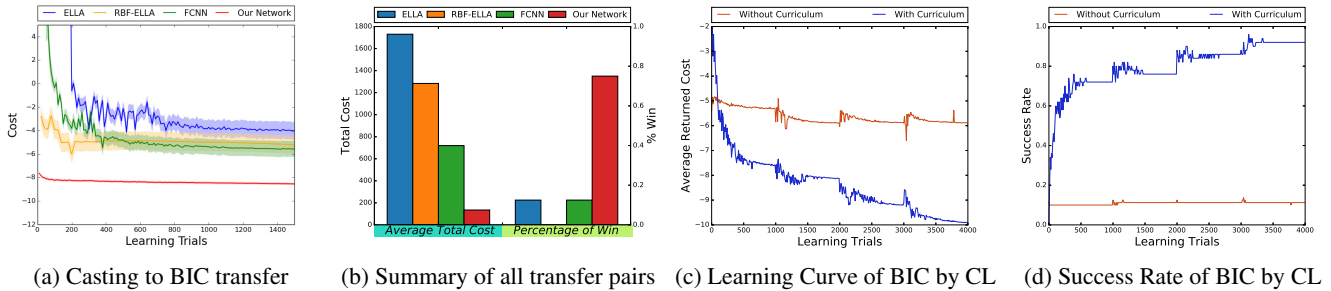 ELLA RBF-ELLA FCNN Our Network
Cost
4
2
0
−2
−4
−6
−8
−10
−12
0 200 400 600 800 1000 1200 1400
Learning Trials
(a) Casting to BIC transfer
ELLA RBF-ELLA FCNN Our Network
Total Cost
1800
1600
1400
1200
1000
800
600
400
200
0
1.0
0.8
0.6
0.4
0.2
0.0
% Win
Average Total Cost Percentage of Win
(b) Summary of all transfer pairs
Without Curriculum With Curriculum
Average Returned Cost
−2
−3
−4
−5
−6
−7
−8
−9
−10
0 500 1000 1500 2000 2500 3000 3500 4000
Learning Trials
(c) Learning Curve of BIC by CL
Without Curriculum With Curriculum
Success Rate
1.0
0.8
0.6
0.4
0.2
0.0
0 500 1000 1500 2000 2500 3000 3500 4000
Learning Trials
(d) Success Rate of BIC by CL